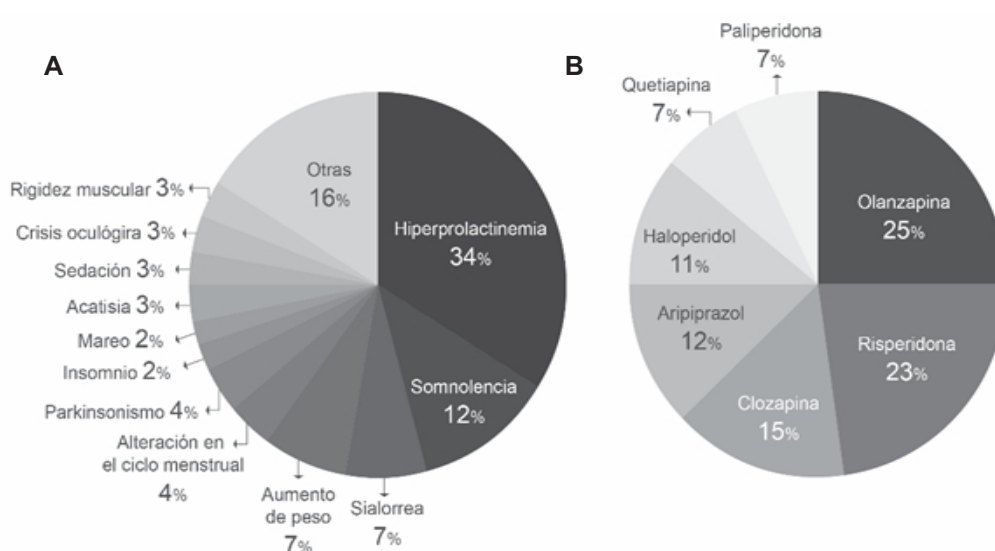 A
Otras
16%
Hiperprolactinemia
34%
Somnolencia
12%
Sialorrea
7%
Aumento
de peso
7%
Alteración en
el ciclo menstrual
4%
Parkinsonismo 4%
Insomnio 2%
Mareo 2%
Acatisia 3%
Sedación 3%
Crisis oculógira 3%
Rigidez muscular 3%
B
Paliperidona
7%
Quetiapina
7%
Olanzapina
25%
Haloperidol
11%
Aripiprazol
12%
Risperidona
23%
Clozapina
15%